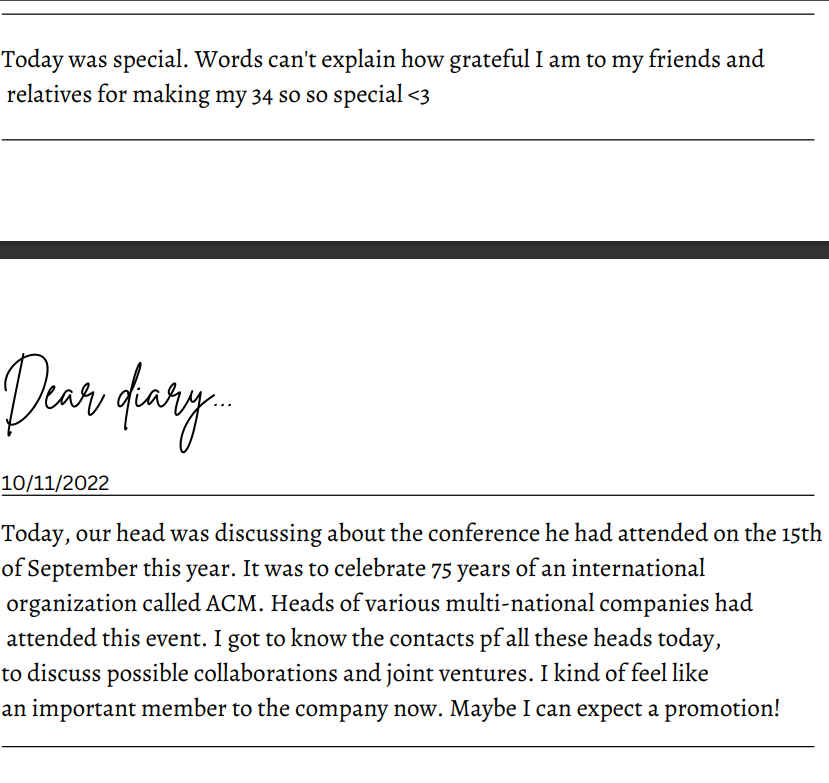 Today was special. Words can't explain how grateful I am to my friends and
relatives for making my 34 so so special <3
Dear diary...
10/11/2022
Today, our head was discussing about the conference he had attended on the 15th
of September this year. It was to celebrate 75 years of an international
organization called ACM. Heads of various multi-national companies had
attended this event. I got to know the contacts pf all these heads today,
to discuss possible collaborations and joint ventures. I kind of feel like
an important member to the company now. Maybe I can expect a promotion!